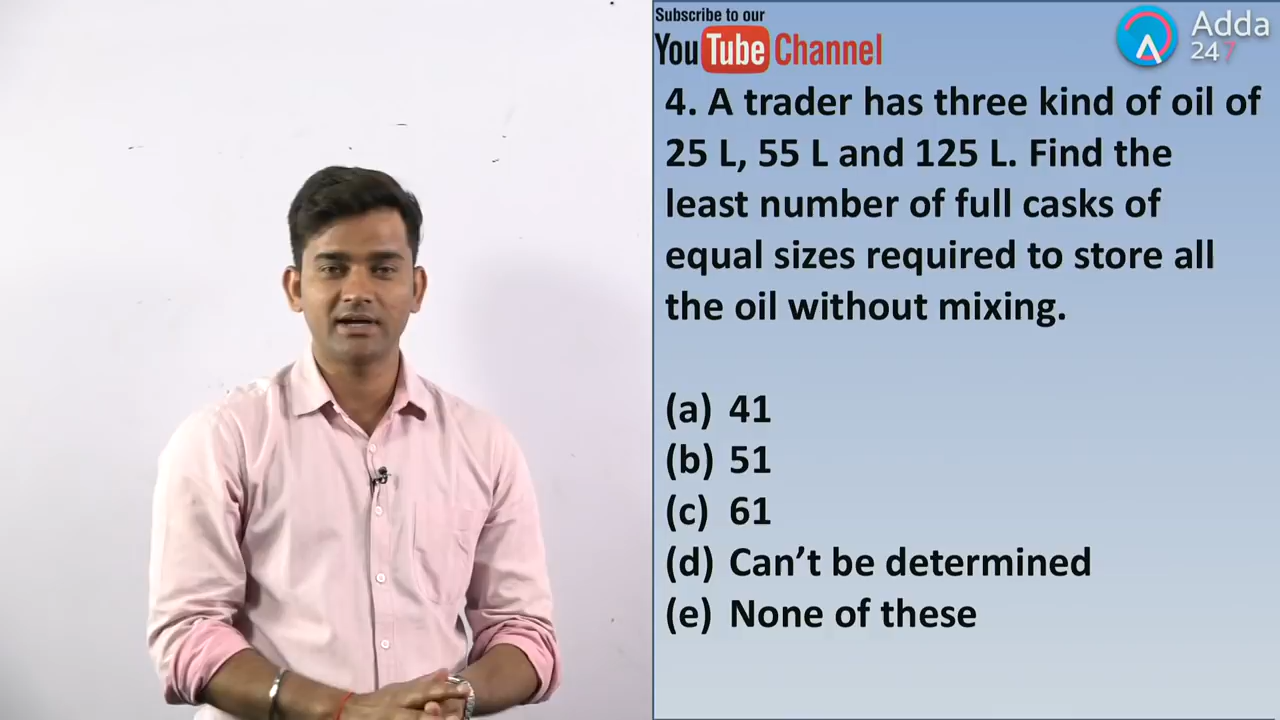 Subscribe to our
YouTube Channel
Adda
247
4. A trader has three kind of oil of
25 L, 55 L and 125 L. Find the
least number of full casks of
equal sizes required to store all
the oil without mixing.
(a) 41
(b) 51
(c) 61
(d) Can’t be determined
(e) None of these